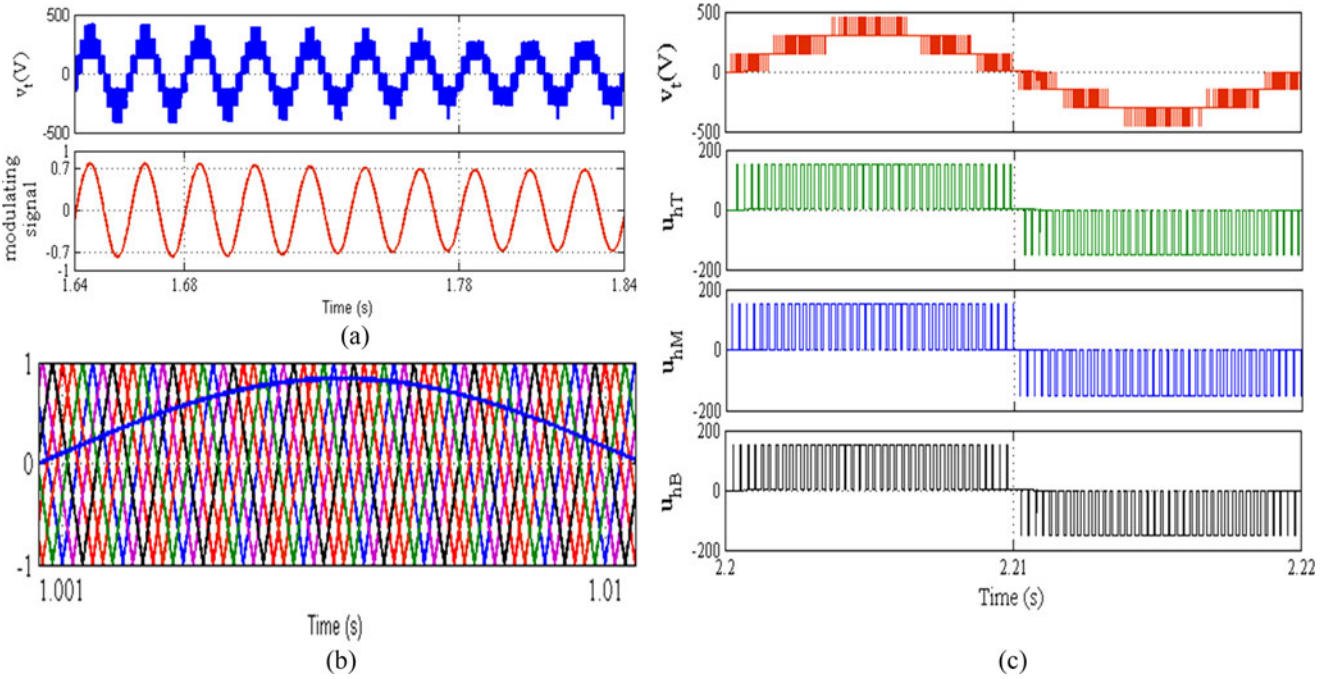 500
0
-500
v_t(V)
1
0.7
0
-0.7
-1
modulating
signal
1.64
1.68
1.78
1.84
Time (s)
(a)
1
0
-1
1.001
1.01
Time (s)
(b)
500
0
-500
v_t(V)
200
0
-200
u_hT
200
0
-200
u_hM
200
0
-200
u_hB
2.2
2.21
2.22
Time (s)
(c)